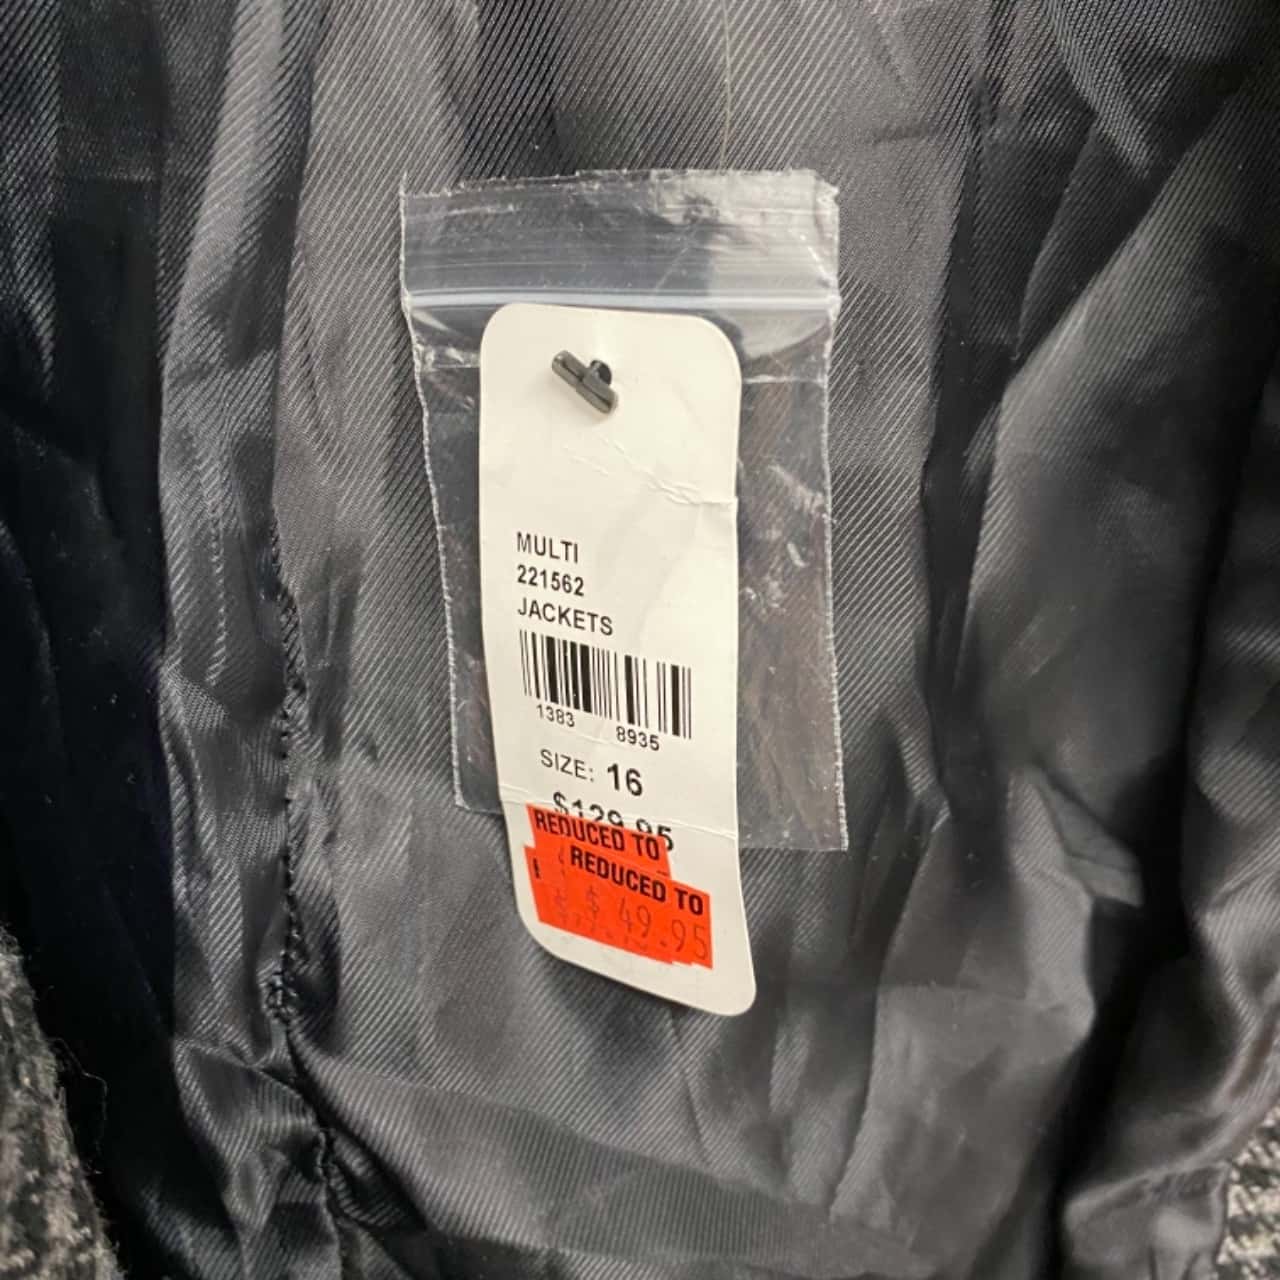 MULTI
221562
JACKETS
1383 8935
SIZE: 16
$129.95
REDUCED TO
REDUCED TO
$ 49.95